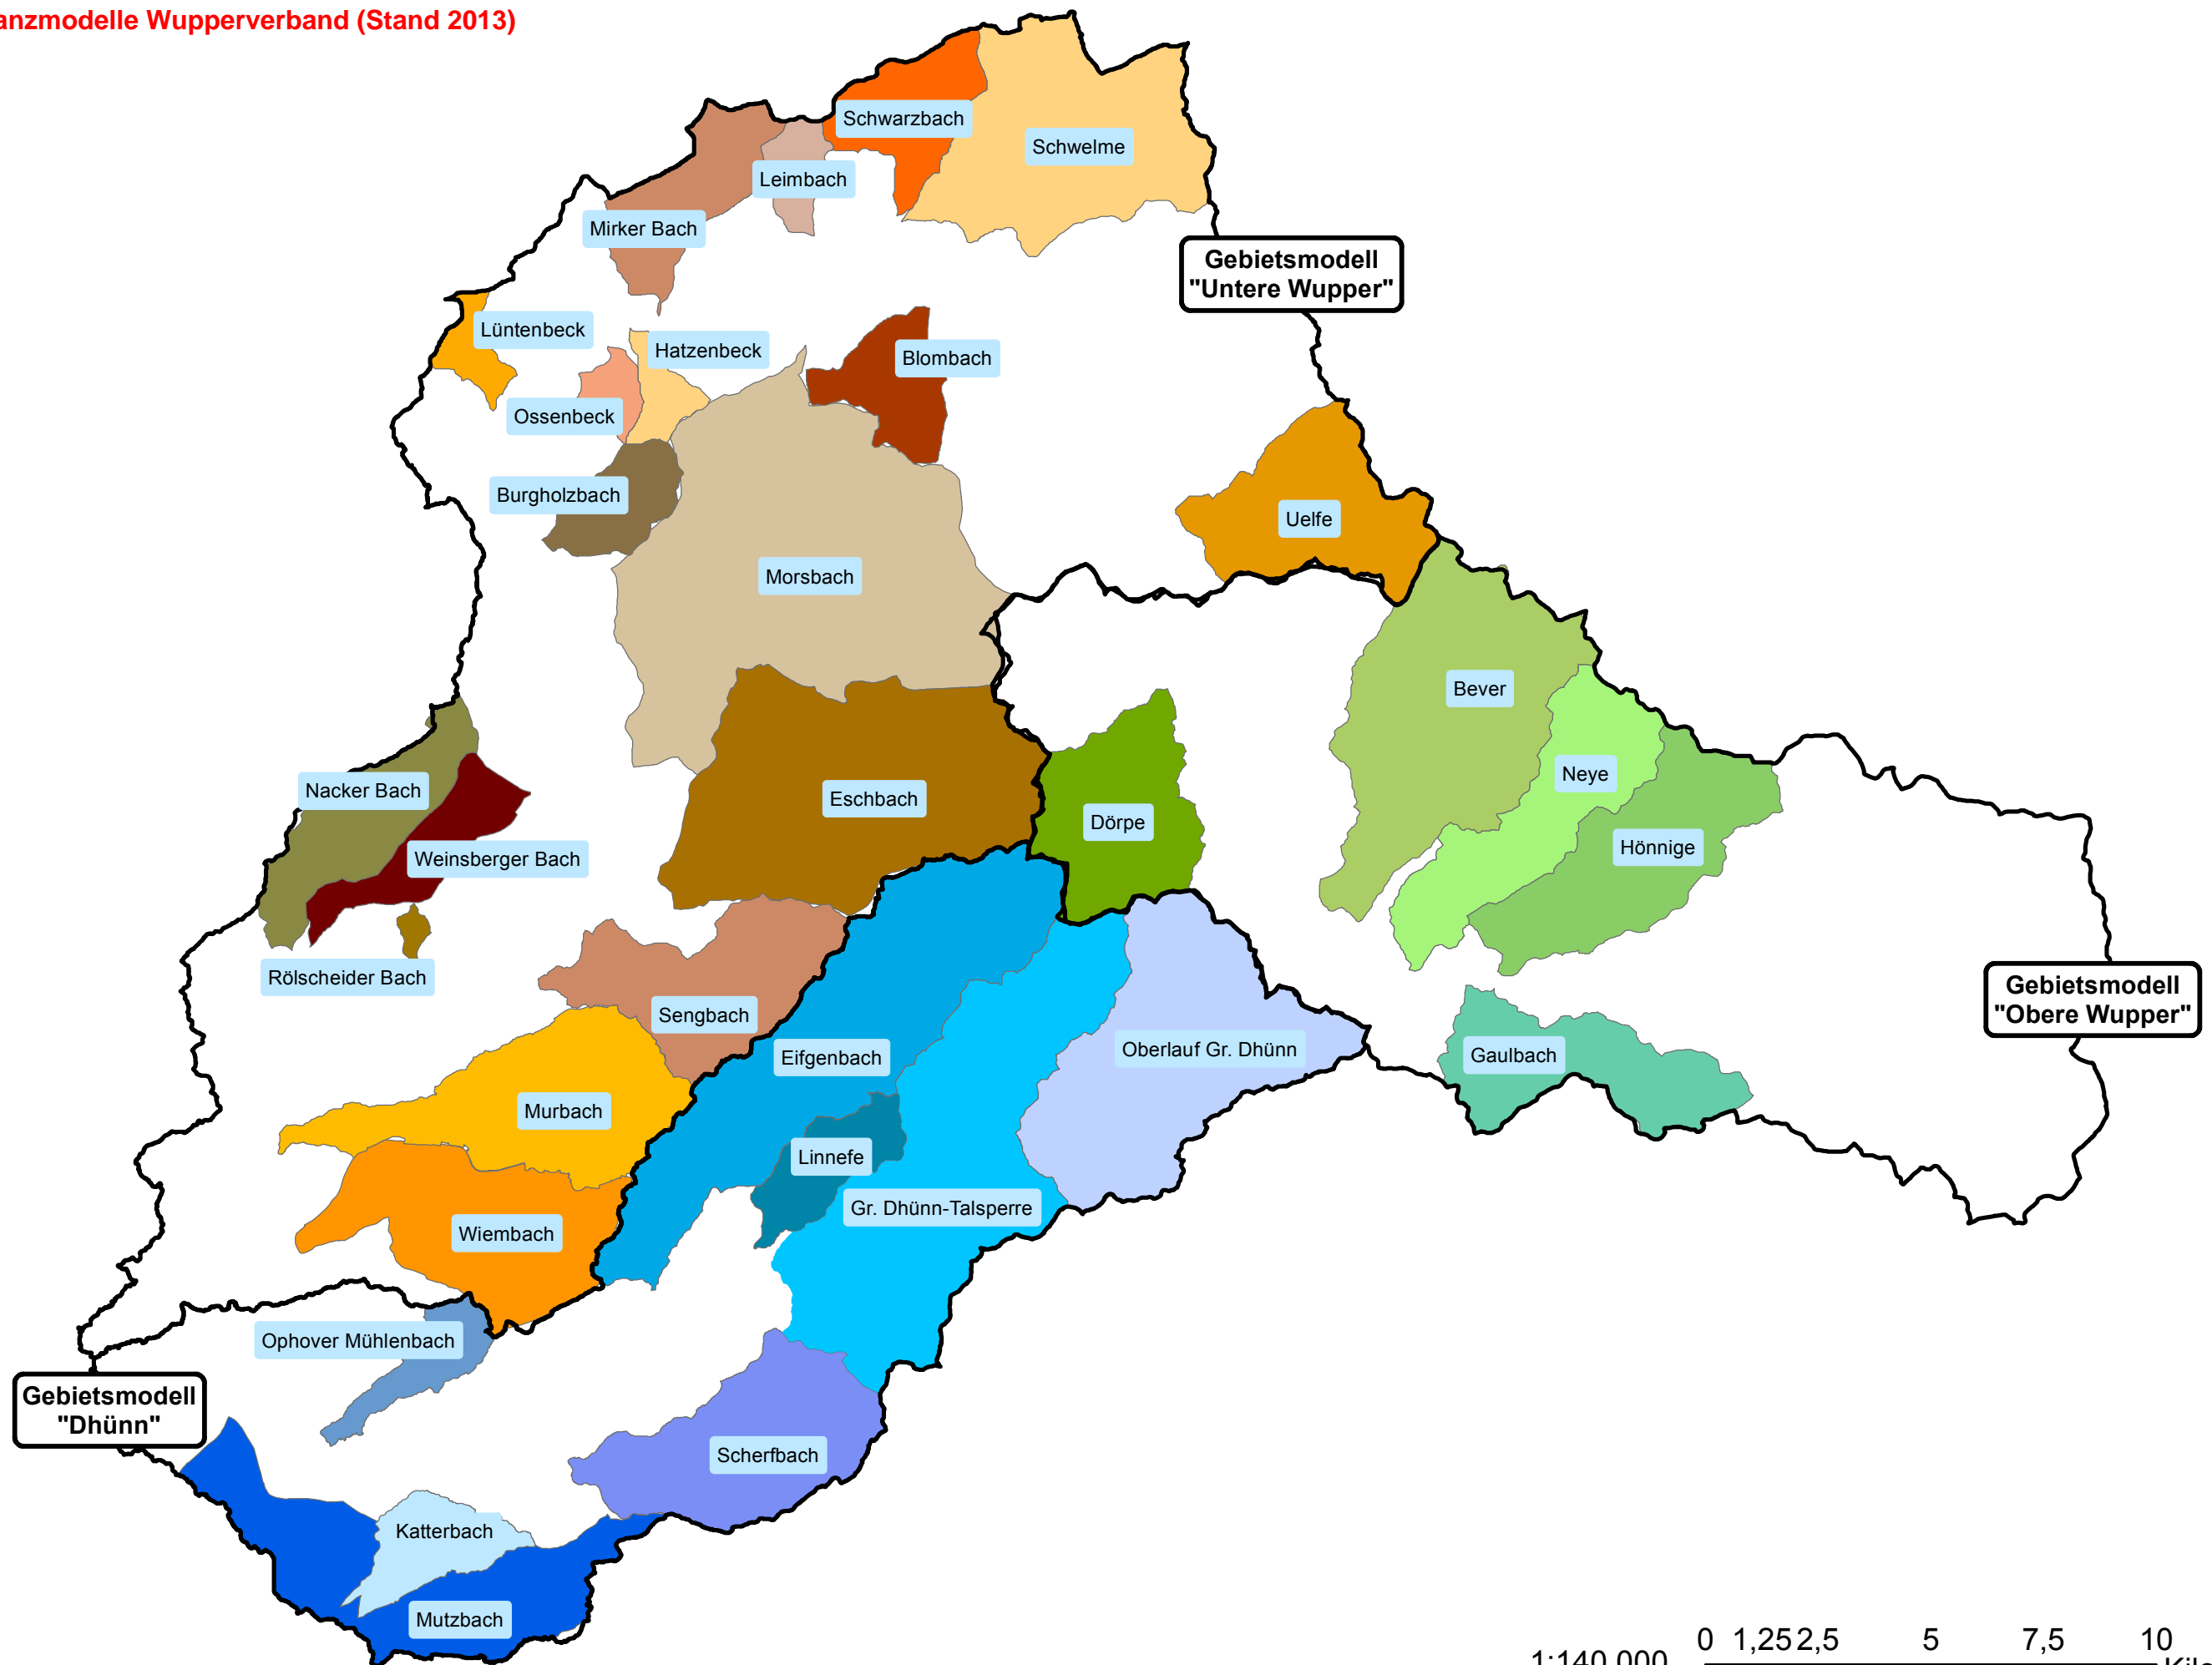 anzmodelle Wupperverband (Stand 2013)
Schwarzbach
Schwelme
Leimbach
Mirker Bach
Gebietsmodell
"Untere Wupper"
Lüntenbeck
Hatzenbeck
Blombach
Ossenbeck
Burgholzbach
Uelfe
Morsbach
Bever
Neye
Nacker Bach
Eschbach
Dörpe
Hönnige
Weinsberger Bach
Rölscheider Bach
Gebietsmodell
"Obere Wupper"
Sengbach
Eifgenbach
Oberlauf Gr. Dhünn
Gaulbach
Murbach
Linnefe
Gr. Dhünn-Talsperre
Wiembach
Ophover Mühlenbach
Gebietsmodell
"Dhünn"
Scherfbach
Katterbach
Mutzbach
0 1,25 2,5 5 7,5 10
1:140.000